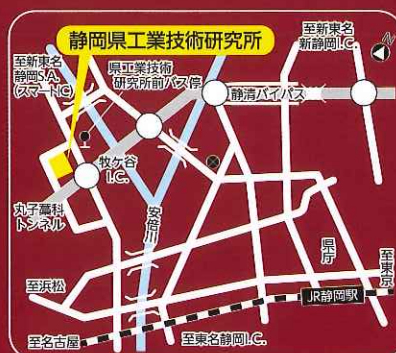 静岡県工業技術研究所
至新東名
新静岡I.C.
N
至新東名
静岡S.A.
(スマートIC)
県工業技術
研究所前バス停
静清バイパス
牧ヶ谷
I.C.
丸子藁科
トンネル
安倍川
県庁
至東京
至浜松
JR静岡駅
至名古屋
至東名静岡I.C.